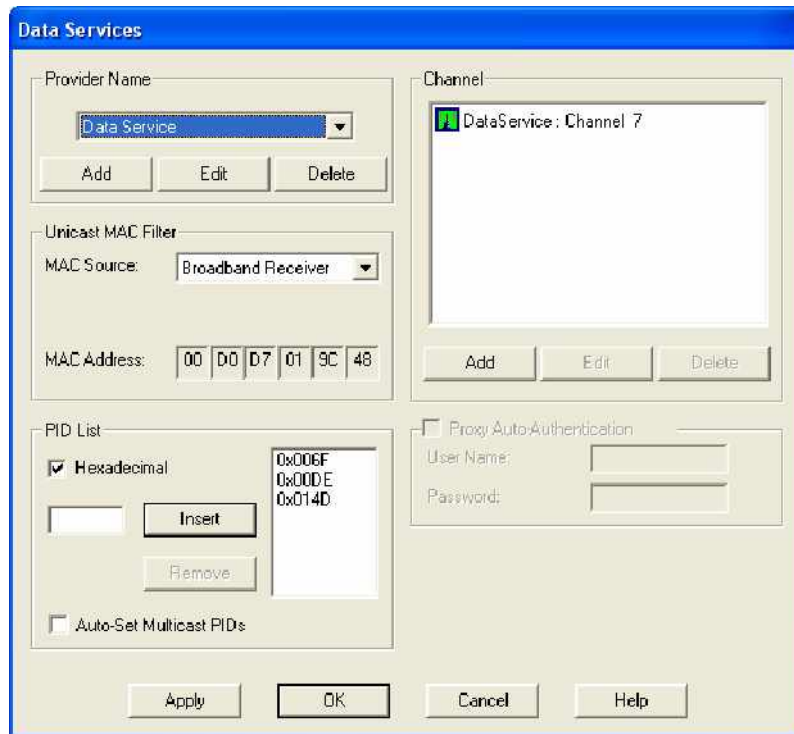 Data Services
Provider Name
Data Service
Add Edit Delete
Unicast MAC Filter
MAC Source: Broadband Receiver
MAC Address: 00 D0 D7 01 9C 48
PID List
Hexadecimal
0x006F
0x00DE
0x014D
Insert
Remove
Auto-Set Multicast PIDs
Channel
DataService : Channel 7
Add Edit Delete
Proxy Auto-Authentication
User Name:
Password:
Apply OK Cancel Help